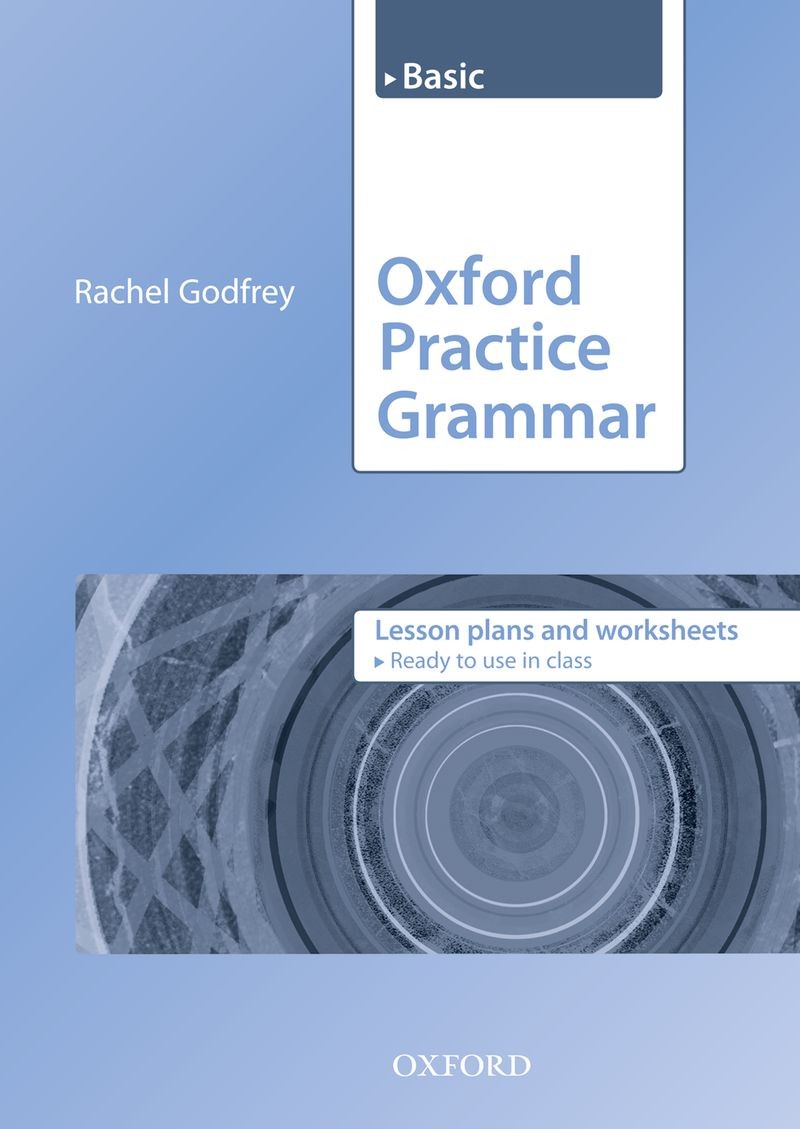 ▸ Basic
Rachel Godfrey
Oxford
Practice
Grammar
Lesson plans and worksheets
▸ Ready to use in class
OXFORD